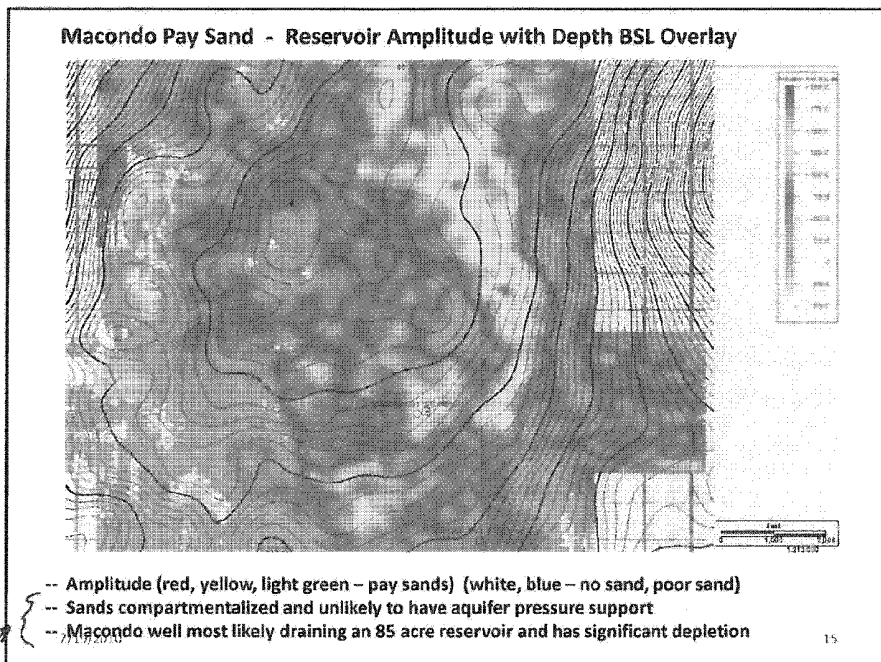 Macondo Pay Sand - Reservoir Amplitude with Depth BSL Overlay
-- Amplitude (red, yellow, light green – pay sands) (white, blue – no sand, poor sand)
-- Sands compartmentalized and unlikely to have aquifer pressure support
-- Macondo well most likely draining an 85 acre reservoir and has significant depletion
15